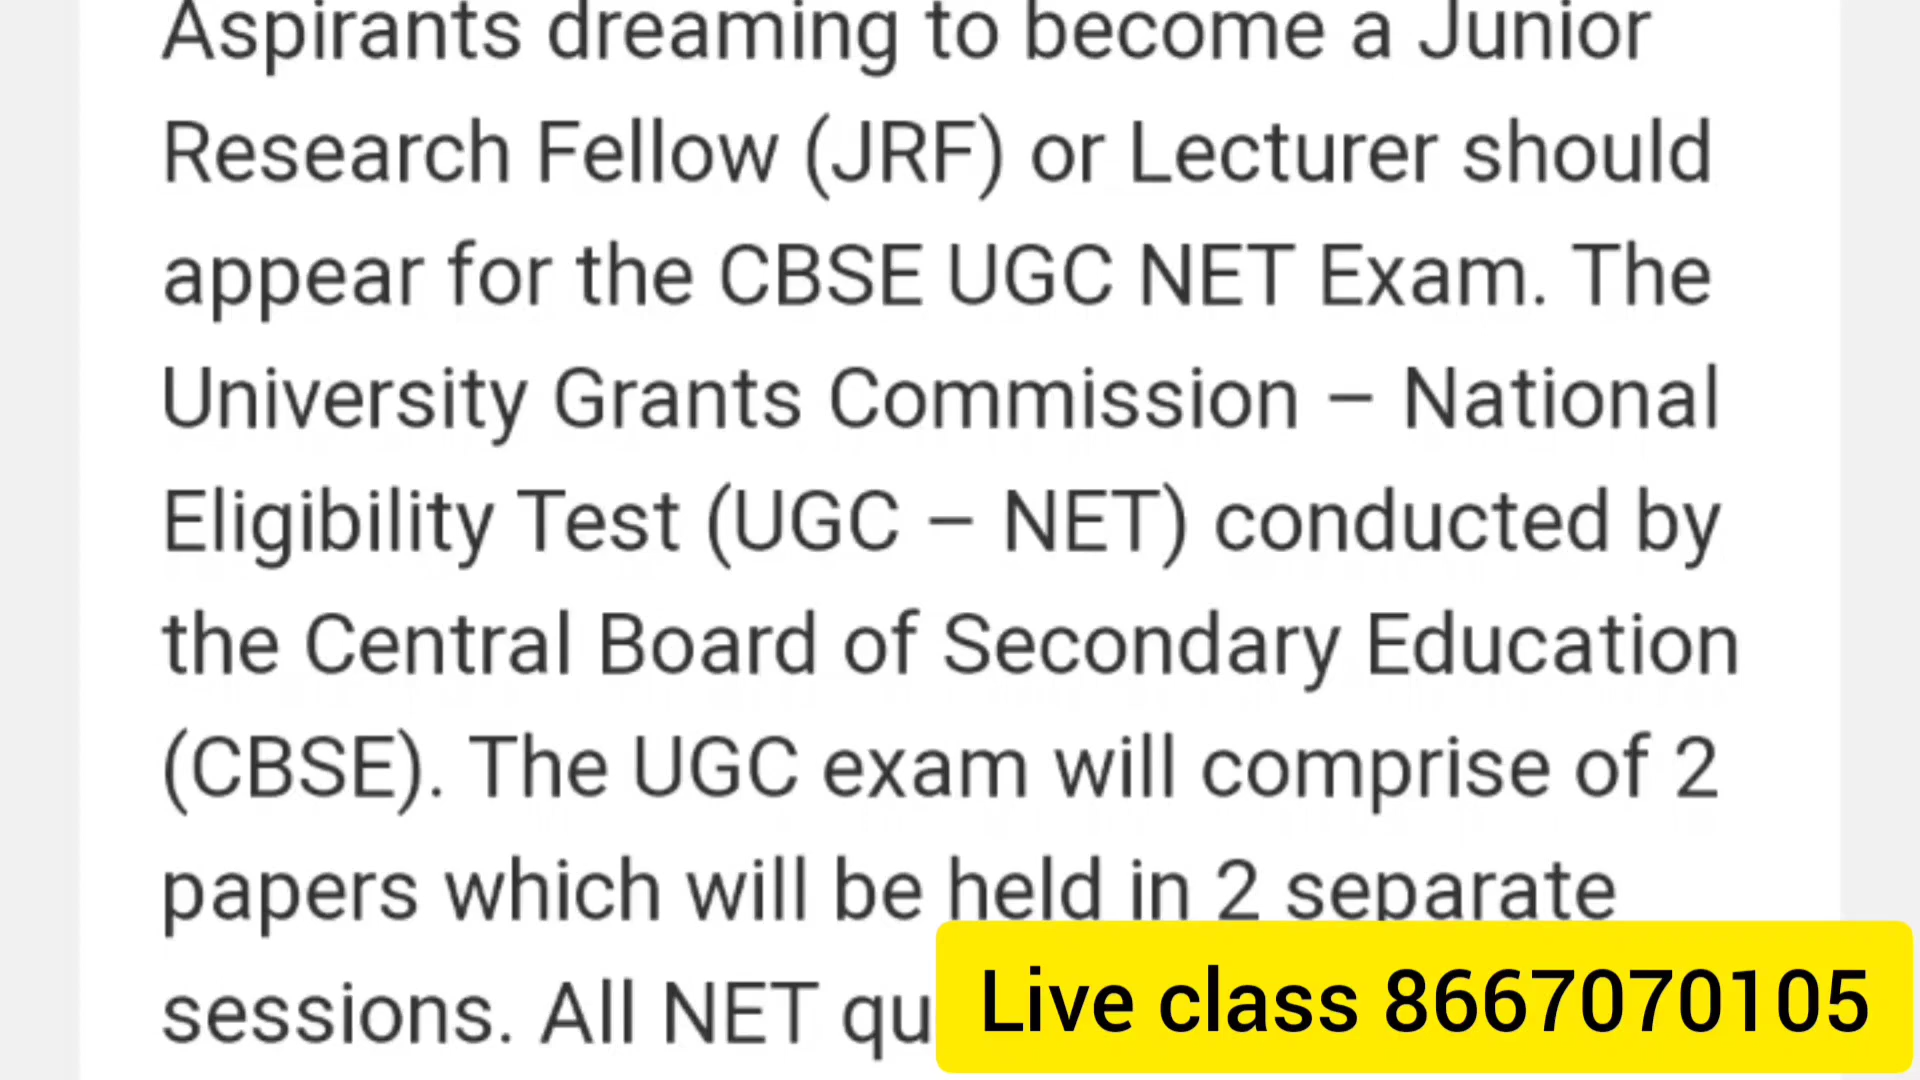 Aspirants dreaming to become a Junior
Research Fellow (JRF) or Lecturer should
appear for the CBSE UGC NET Exam. The
University Grants Commission – National
Eligibility Test (UGC – NET) conducted by
the Central Board of Secondary Education
(CBSE). The UGC exam will comprise of 2
papers which will be held in 2 separate
sessions. All NET
Live class 8667070105